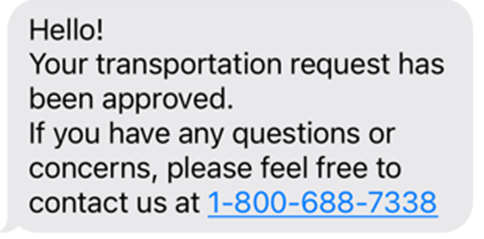 Hello!
Your transportation request has
been approved.
If you have any questions or
concerns, please feel free to
contact us at 1-800-688-7338